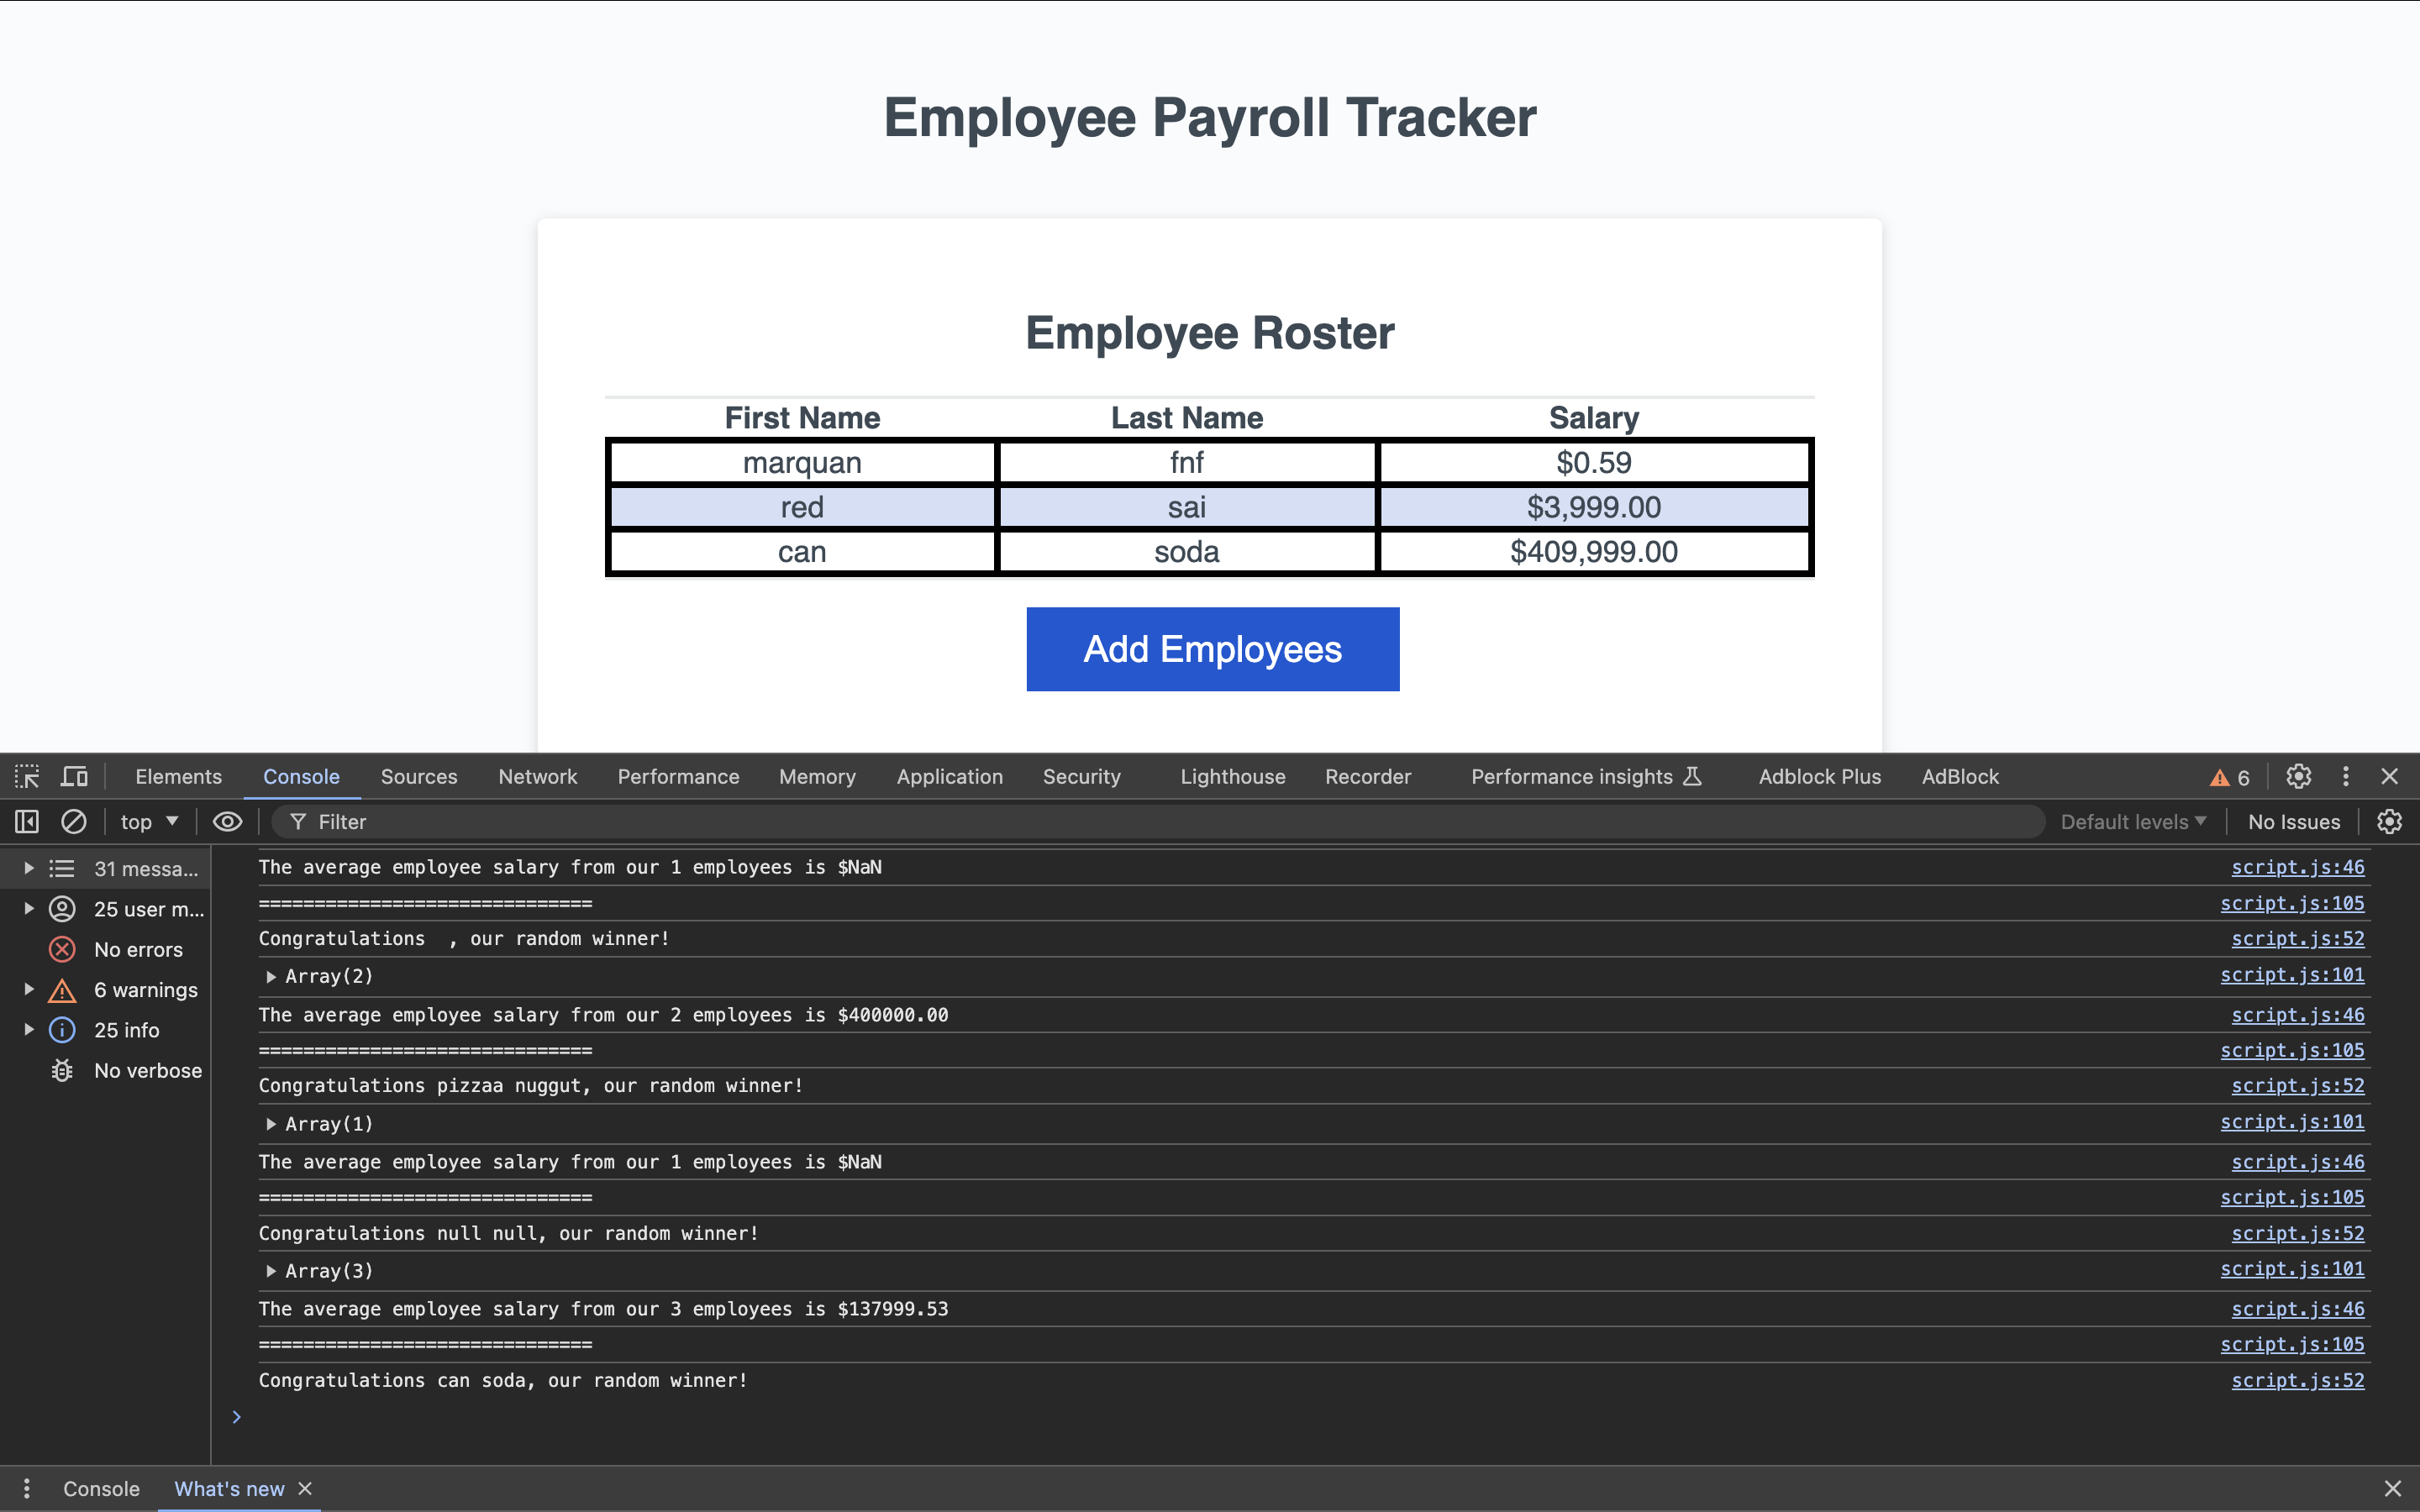 Employee Payroll Tracker
Employee Roster
First Name Last Name Salary
marquan fnf $0.59
red sai $3,999.00
can soda $409,999.00
Add Employees
Elements Console Sources Network Performance Memory Application Security Lighthouse Recorder Performance insights Adblock Plus AdBlock 6
top Filter Default levels No Issues
31 messa...
25 user m...
No errors
6 warnings
25 info
No verbose
The average employee salary from our 1 employees is $NaN script.js:46
============================== script.js:105
Congratulations  , our random winner! script.js:52
Array(2) script.js:101
The average employee salary from our 2 employees is $400000.00 script.js:46
============================== script.js:105
Congratulations pizzaa nuggut, our random winner! script.js:52
Array(1) script.js:101
The average employee salary from our 1 employees is $NaN script.js:46
============================== script.js:105
Congratulations null null, our random winner! script.js:52
Array(3) script.js:101
The average employee salary from our 3 employees is $137999.53 script.js:46
============================== script.js:105
Congratulations can soda, our random winner! script.js:52
Console What's new